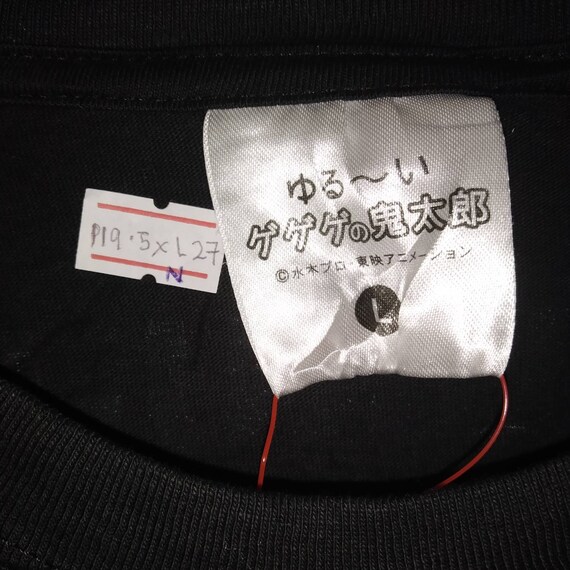 ゆる〜い
ゲゲゲの鬼太郎
©水木プロ・東映アニメーション
L
P19.5 x L27
N